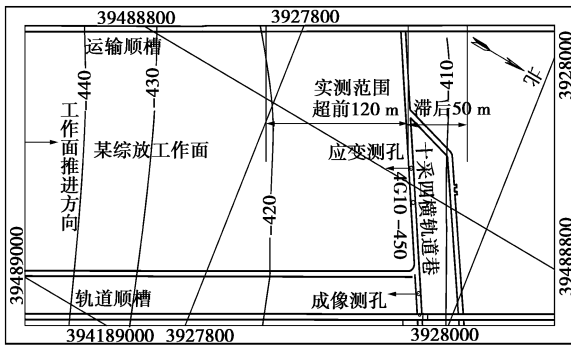 39488800
3927800
运输顺槽
-440
-430
实测范围
超前120 m
滞后50 m
-410
北
3928000
工作面推进方向
某综放工作面
应变测孔
4G10 -450
十采四横轨道巷
-420
39489000
39488800
轨道顺槽
成像测孔
394189000
3927800
3928000